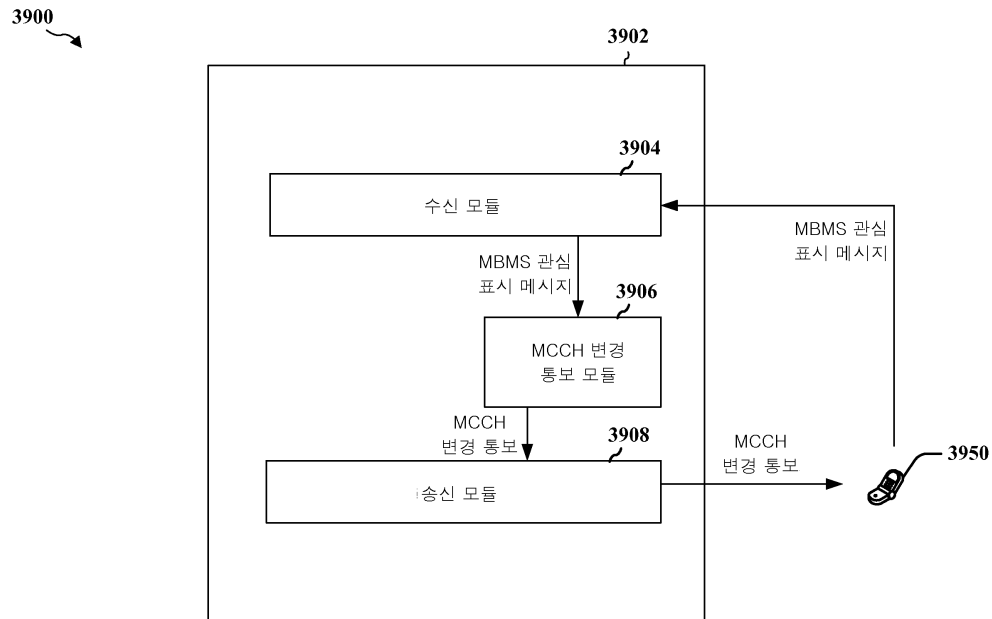 3900
3902
3904
수신 모듈
MBMS 관심
표시 메시지
MBMS 관심
표시 메시지
3906
MCCH 변경
통보 모듈
MCCH
변경 통보
3908
송신 모듈
MCCH
변경 통보
3950